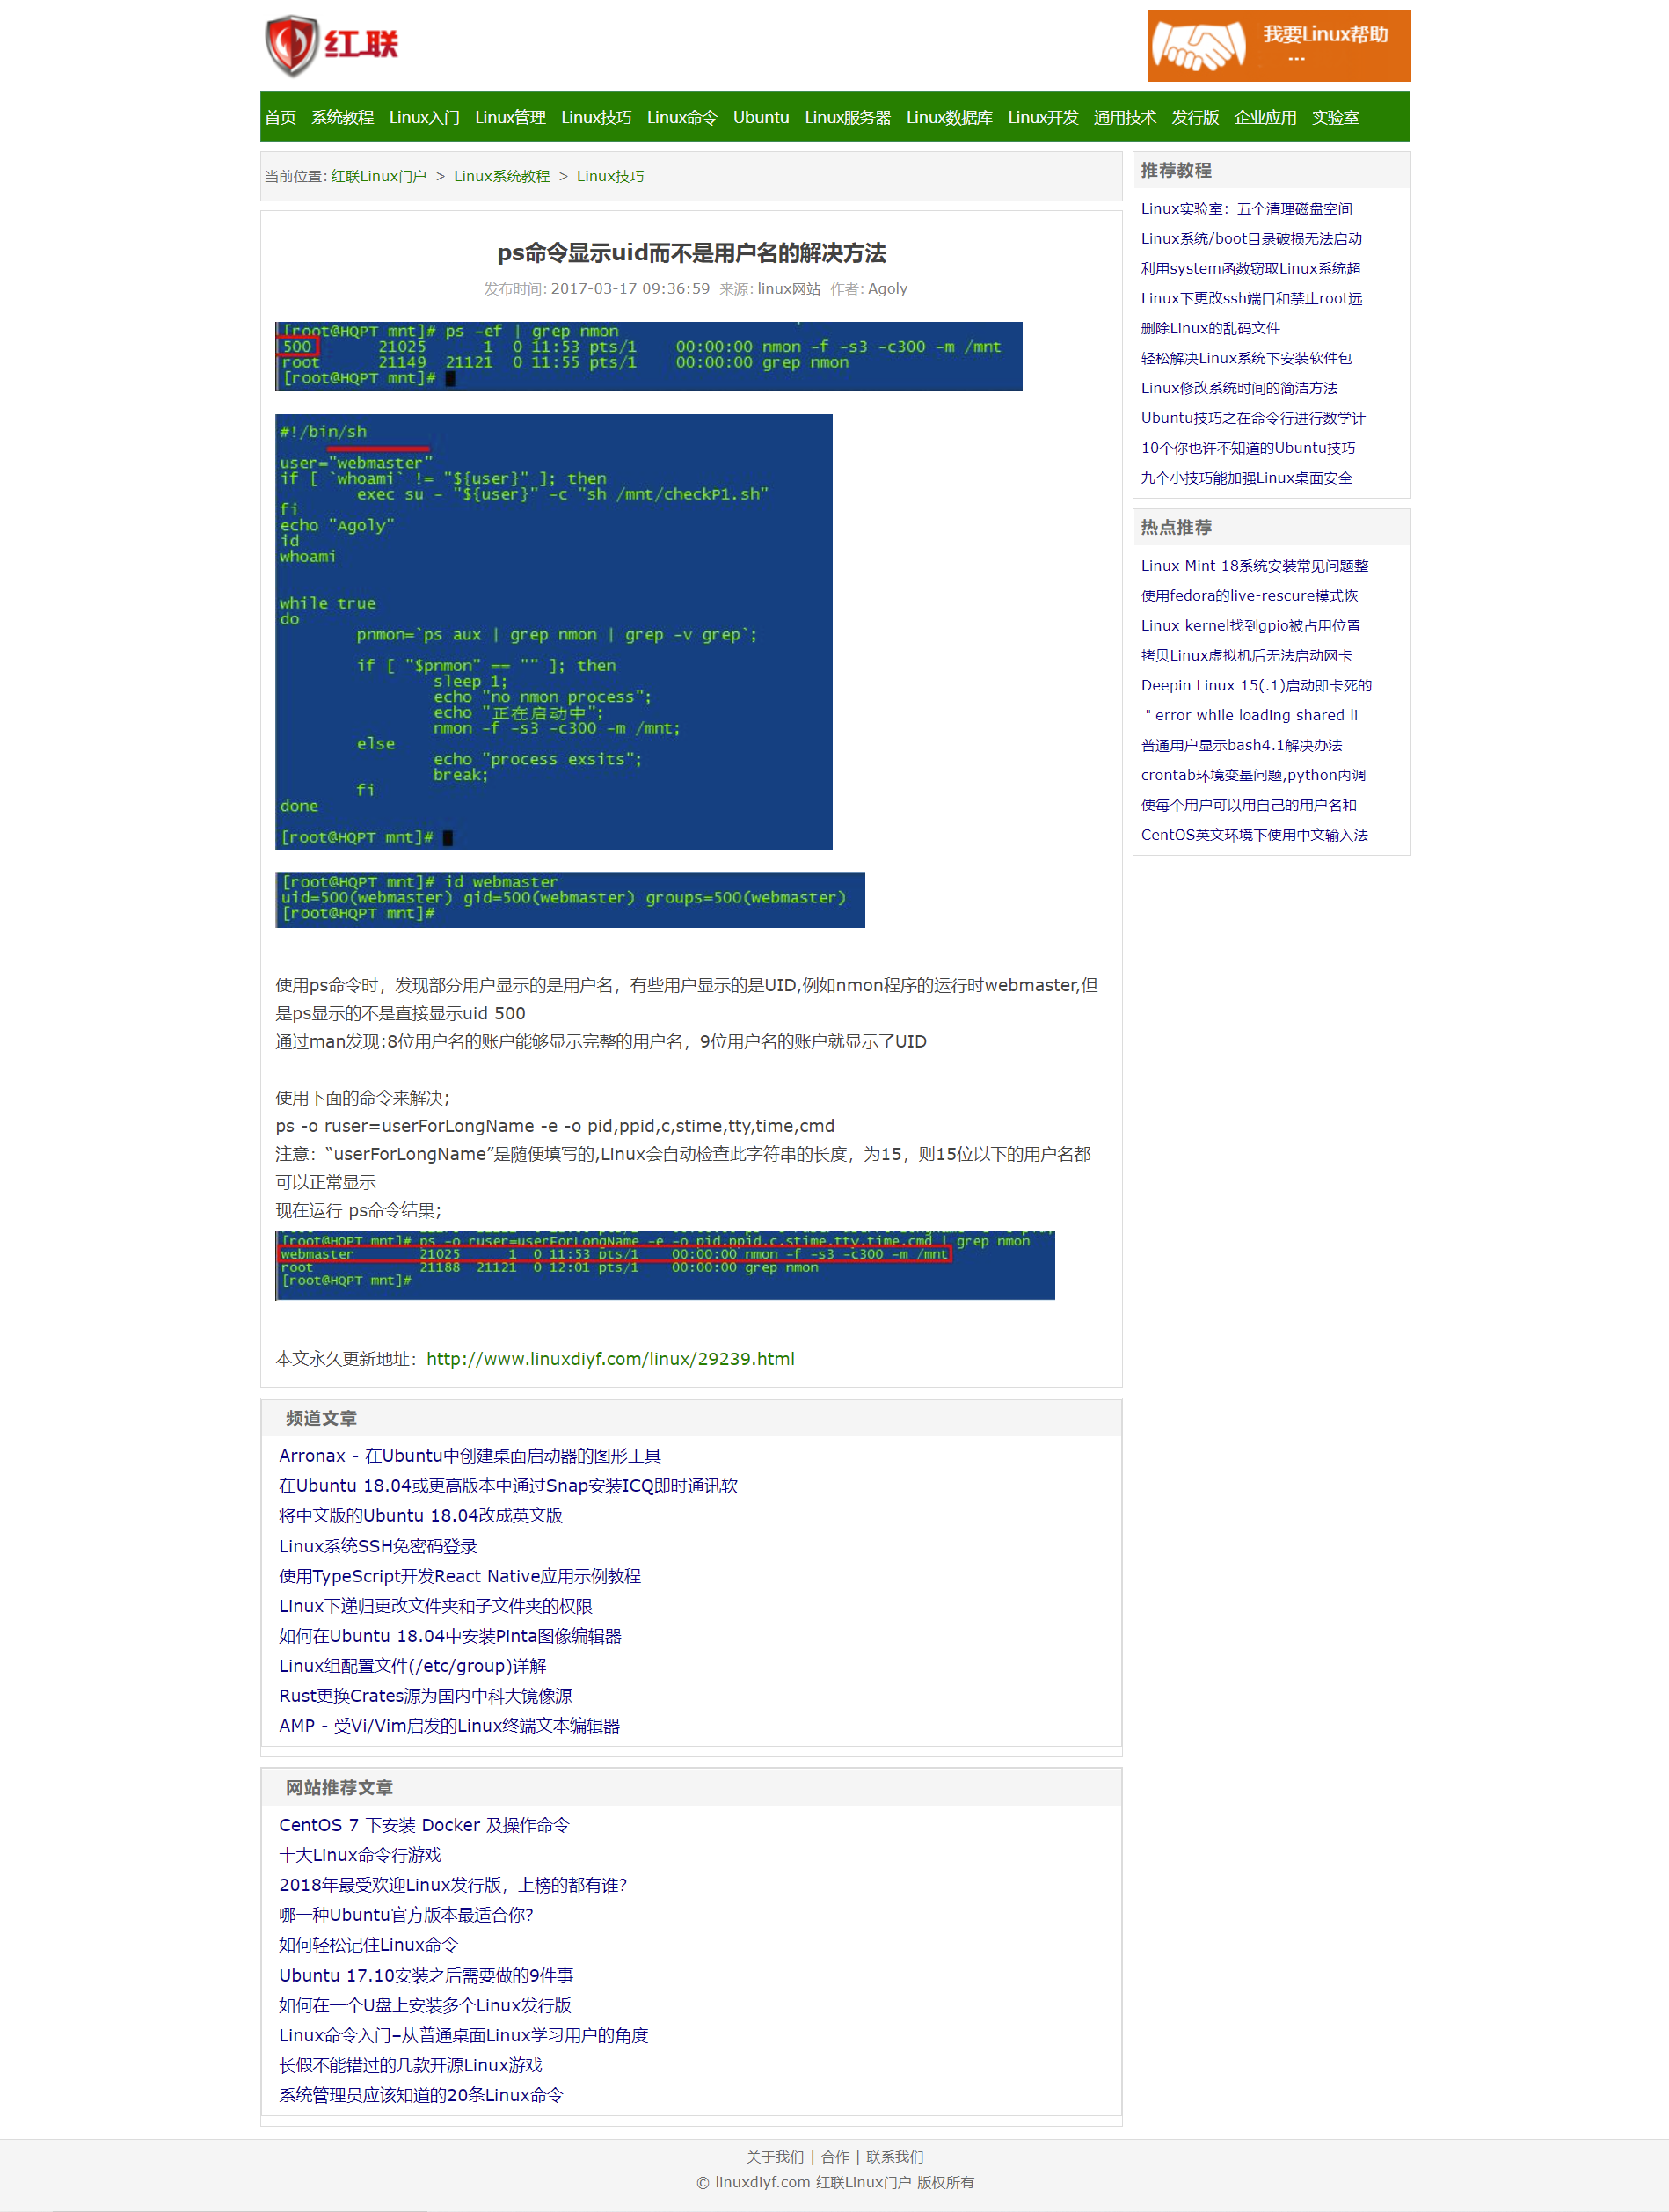 红联
我要Linux帮助
...
首页 系统教程 Linux入门 Linux管理 Linux技巧 Linux命令 Ubuntu Linux服务器 Linux数据库 Linux开发 通用技术 发行版 企业应用 实验室
当前位置:红联Linux门户 > Linux系统教程 > Linux技巧
ps命令显示uid而不是用户名的解决方法
发布时间:2017-03-17 09:36:59 来源:linux网站 作者:Agoly
[root@HQPT mnt]# ps -ef | grep nmon
500 21025 1 0 11:53 pts/1 00:00:00 nmon -f -s3 -c300 -m /mnt
root 21149 21121 0 11:55 pts/1 00:00:00 grep nmon
[root@HQPT mnt]#
#!/bin/sh
user="webmaster"
if [ `whoami` != "${user}" ]; then
exec su - "${user}" -c "sh /mnt/checkP1.sh"
fi
echo "Agoly"
id
whoami
while true
do
pnmon=`ps aux | grep nmon | grep -v grep`;
if [ "$pnmon" == "" ]; then
sleep 1;
echo "no nmon process";
echo "正在启动中";
nmon -f -s3 -c300 -m /mnt;
else
echo "process exsits";
break;
fi
done
[root@HQPT mnt]#
[root@HQPT mnt]# id webmaster
uid=500(webmaster) gid=500(webmaster) groups=500(webmaster)
[root@HQPT mnt]#
使用ps命令时，发现部分用户显示的是用户名，有些用户显示的是UID,例如nmon程序的运行时webmaster,但
是ps显示的不是直接显示uid 500
通过man发现:8位用户名的账户能够显示完整的用户名，9位用户名的账户就显示了UID
使用下面的命令来解决；
ps -o ruser=userForLongName -e -o pid,ppid,c,stime,tty,time,cmd
注意：“userForLongName”是随便填写的,Linux会自动检查此字符串的长度，为15，则15位以下的用户名都
可以正常显示
现在运行 ps命令结果；
[root@HQPT mnt]# ps -o ruser=userForLongName -e -o pid,ppid,c,stime,tty,time,cmd | grep nmon
webmaster 21025 1 0 11:53 pts/1 00:00:00 nmon -f -s3 -c300 -m /mnt
root 21188 21121 0 12:01 pts/1 00:00:00 grep nmon
[root@HQPT mnt]#
本文永久更新地址：http://www.linuxdiyf.com/linux/29239.html
频道文章
Arronax - 在Ubuntu中创建桌面启动器的图形工具
在Ubuntu 18.04或更高版本中通过Snap安装ICQ即时通讯软
将中文版的Ubuntu 18.04改成英文版
Linux系统SSH免密码登录
使用TypeScript开发React Native应用示例教程
Linux下递归更改文件夹和子文件夹的权限
如何在Ubuntu 18.04中安装Pinta图像编辑器
Linux组配置文件(/etc/group)详解
Rust更换Crates源为国内中科大镜像源
AMP - 受Vi/Vim启发的Linux终端文本编辑器
网站推荐文章
CentOS 7 下安装 Docker 及操作命令
十大Linux命令行游戏
2018年最受欢迎Linux发行版，上榜的都有谁？
哪一种Ubuntu官方版本最适合你？
如何轻松记住Linux命令
Ubuntu 17.10安装之后需要做的9件事
如何在一个U盘上安装多个Linux发行版
Linux命令入门–从普通桌面Linux学习用户的角度
长假不能错过的几款开源Linux游戏
系统管理员应该知道的20条Linux命令
推荐教程
Linux实验室：五个清理磁盘空间
Linux系统/boot目录破损无法启动
利用system函数窃取Linux系统超
Linux下更改ssh端口和禁止root远
删除Linux的乱码文件
轻松解决Linux系统下安装软件包
Linux修改系统时间的简洁方法
Ubuntu技巧之在命令行进行数学计
10个你也许不知道的Ubuntu技巧
九个小技巧能加强Linux桌面安全
热点推荐
Linux Mint 18系统安装常见问题整
使用fedora的live-rescure模式恢
Linux kernel找到gpio被占用位置
拷贝Linux虚拟机后无法启动网卡
Deepin Linux 15(.1)启动即卡死的
＂error while loading shared li
普通用户显示bash4.1解决办法
crontab环境变量问题,python内调
使每个用户可以用自己的用户名和
CentOS英文环境下使用中文输入法
关于我们 | 合作 | 联系我们
© linuxdiyf.com 红联Linux门户 版权所有